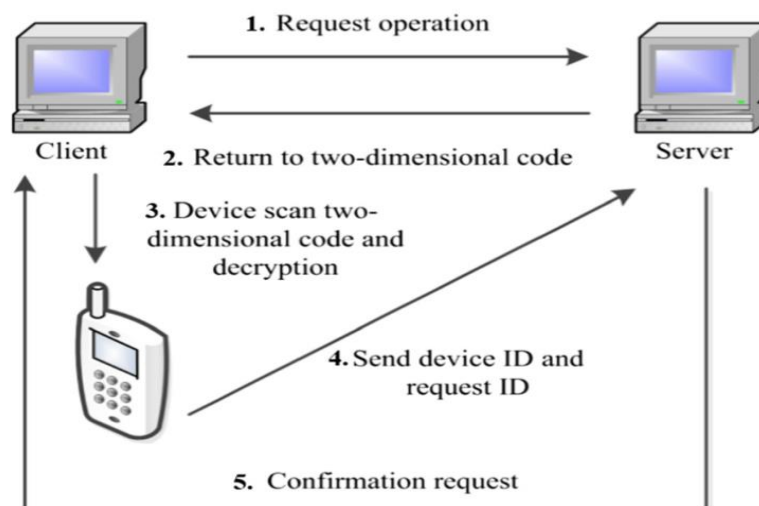 1. Request operation
Client
Server
2. Return to two-dimensional code
3. Device scan two-
dimensional code and
decryption
4. Send device ID and
request ID
5. Confirmation request